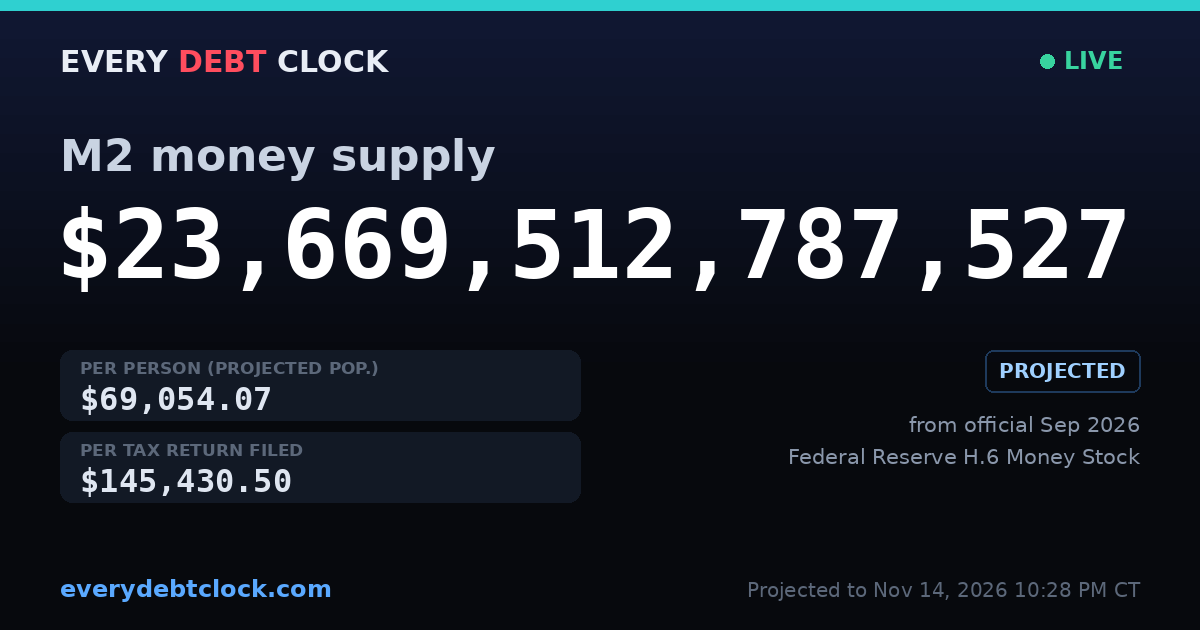 EVERY DEBT CLOCK
LIVE
M2 money supply
$23,669,512,787,527
PER PERSON (PROJECTED POP.)
$69,054.07
PER TAX RETURN FILED
$145,430.50
PROJECTED
from official Sep 2026
Federal Reserve H.6 Money Stock
everydebtclock.com
Projected to Nov 14, 2026 10:28 PM CT